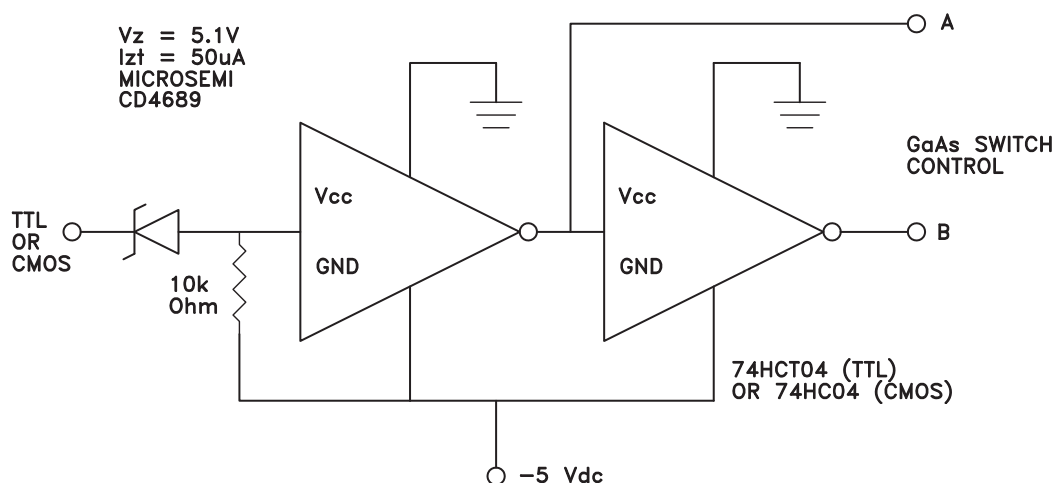 Vz = 5.1V
Izt = 50uA
MICROSEMI
CD4689
A
GaAs SWITCH
CONTROL
Vcc
Vcc
TTL
OR
CMOS
B
GND
GND
10k
Ohm
74HCT04 (TTL)
OR 74HC04 (CMOS)
-5 Vdc